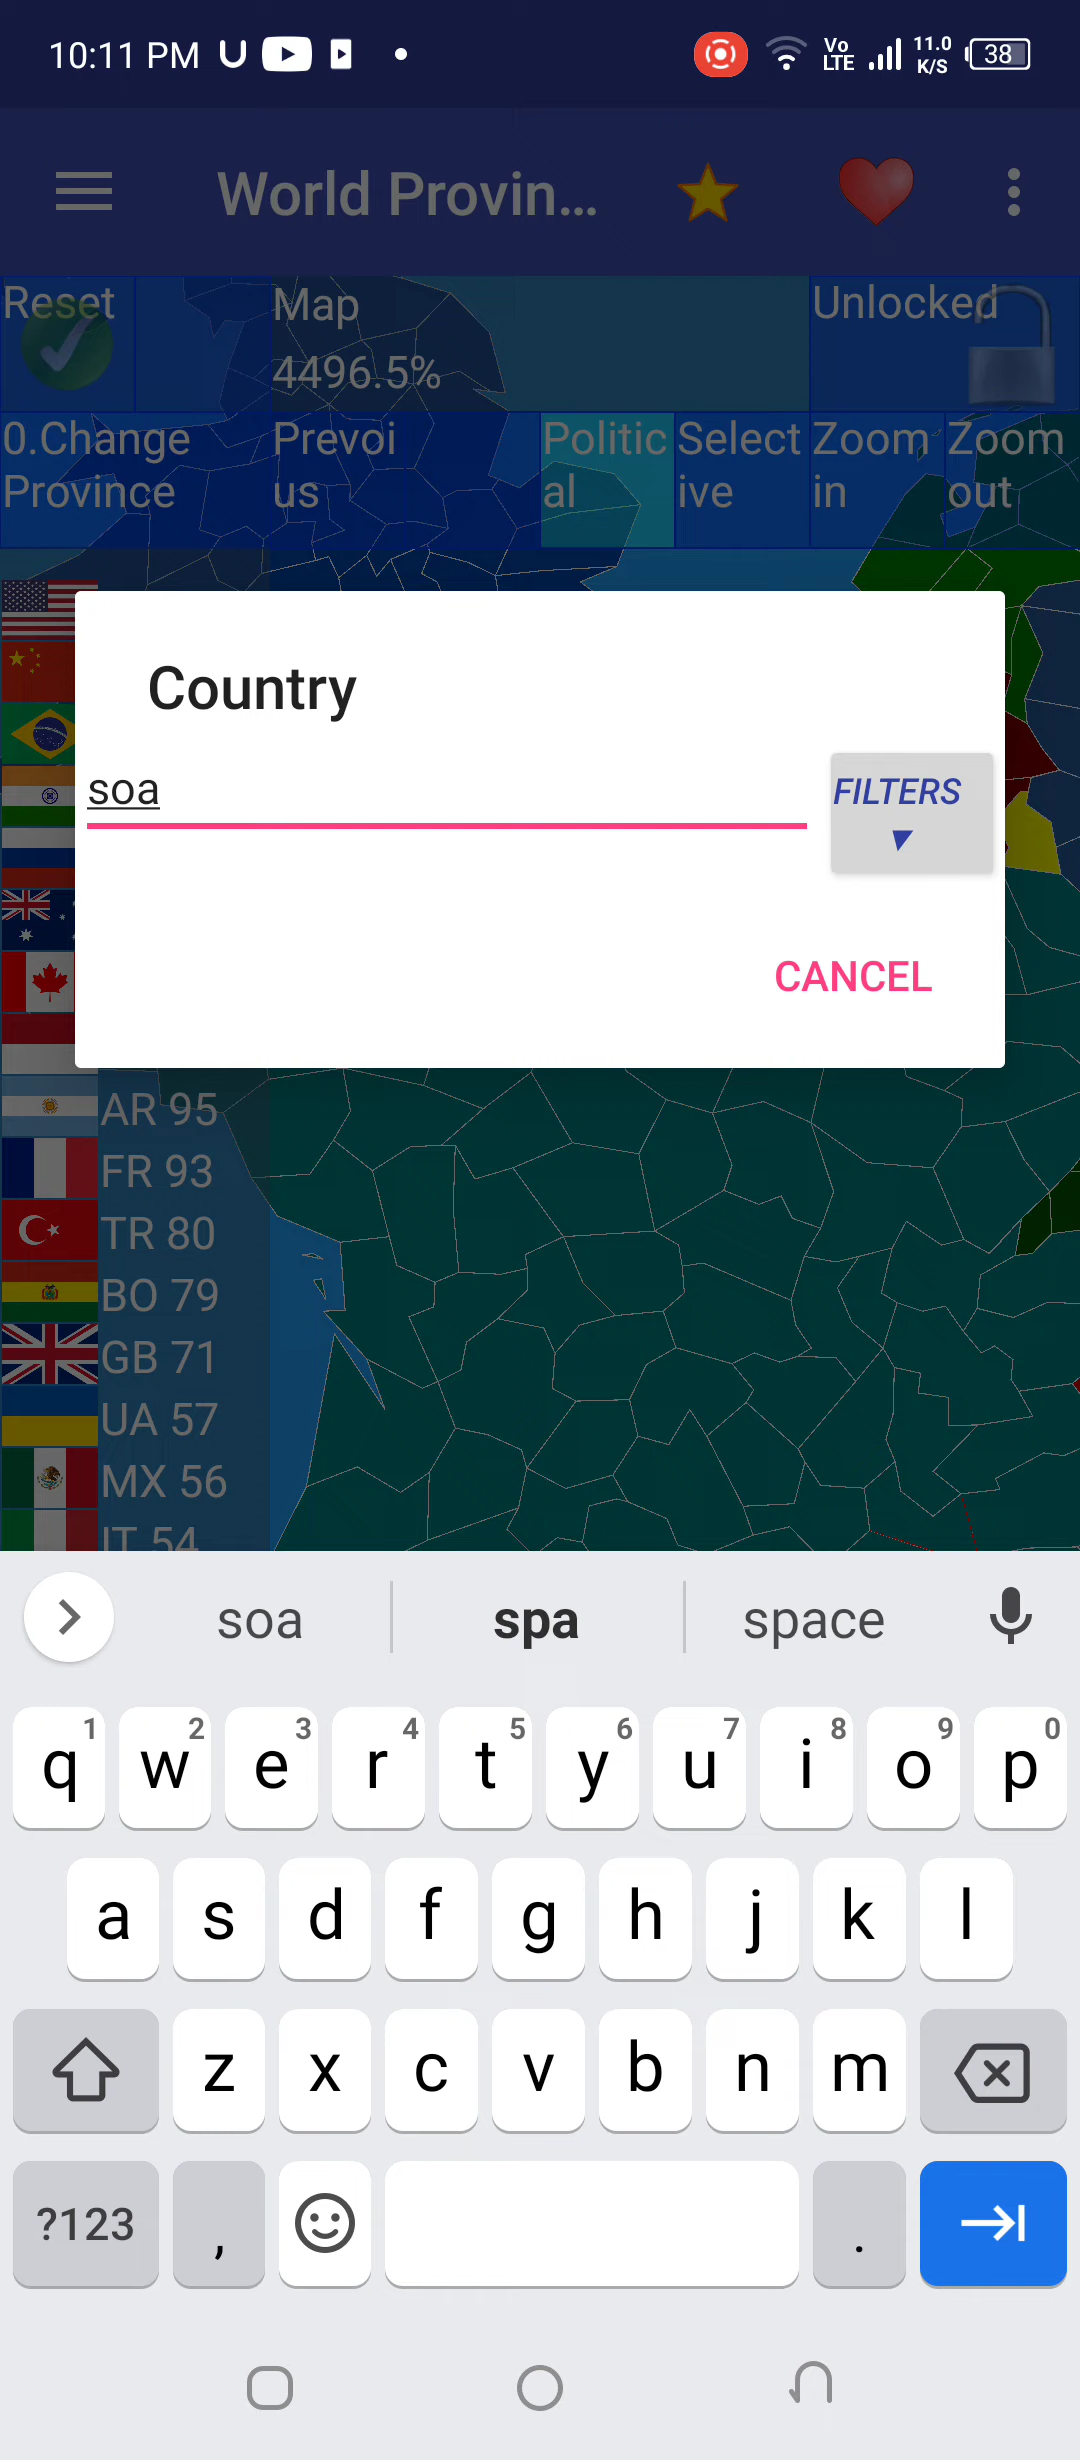 10:11 PM
Vo LTE 11.0 K/S 38
World Provin...
Reset
Map
4496.5%
Unlocked
0.Change Province
Prevoi us
Politic al
Select ive
Zoom in
Zoom out
Country
soa
FILTERS
CANCEL
AR 95
FR 93
TR 80
BO 79
GB 71
UA 57
MX 56
IT 54
soa spa space
1 2 3 4 5 6 7 8 9 0
q w e r t y u i o p
a s d f g h j k l
z x c v b n m
?123 , .